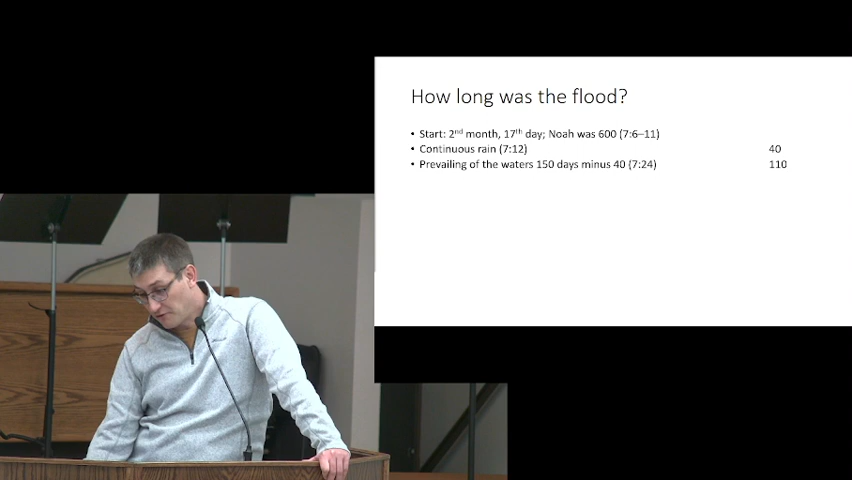 How long was the flood?
• Start: 2nd month, 17th day; Noah was 600 (7:6–11)
• Continuous rain (7:12) 40
• Prevailing of the waters 150 days minus 40 (7:24) 110